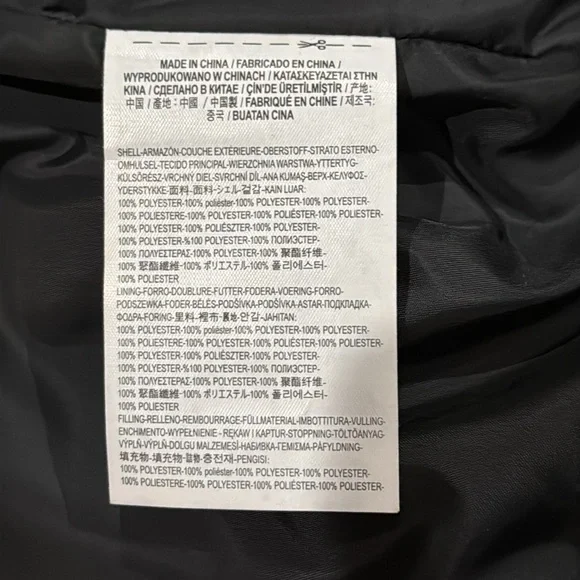 MADE IN CHINA / FABRICADO EN CHINA /
WYPRODUKOWANO W CHINACH / ΚΑΤΑΣΚΕΥΑΖΕΤΑΙ ΣΤΗΝ
ΚΙΝΑ / СДЕЛАНО В КИТАЕ / ÇİN'DE ÜRETİLMİŞTİR / 产地:
中国 / 產地: 中國 / 中国製 / FABRIQUÉ EN CHINE / 제조국:
중국 / BUATAN CINA
SHELL-ARMAZÓN-COUCHE EXTÉRIEURE-OBERSTOFF-STRATO ESTERNO-
OMHULSEL-TECIDO PRINCIPAL-WIERZCHNIA WARSTWA-YTTERTYG-
KÜLSŐRÉSZ-VRCHNÝ DIEL-SVRCHNÍ DÍL-ANA KUMAŞ-ВЕРХ-ΚΕΛΥΦΟΣ-
YDERSTYKKE-面料-面料-シェル-겉감-KAIN LUAR:
100% POLYESTER-100% poliéster-100% POLYESTER-100% POLYESTER-
100% POLIESTERE-100% POLYESTER-100% POLIÉSTER-100% POLIESTER-
100% POLYESTER-100% POLIÉSZTER-100% POLYESTER-
100% POLYESTER-%100 POLYESTER-100% ПОЛИЭСТЕР-
100% ΠΟΛΥΕΣΤΕΡΑΣ-100% POLYESTER-100% 聚酯纤维-
100% 聚酯纖維-100% ポリエステル-100% 폴리에스터-
100% POLIESTER
LINING-FORRO-DOUBLURE-FUTTER-FODERA-VOERING-FORRO-
PODSZEWKA-FODER-BÉLÉS-PODŠÍVKA-PODŠÍVKA-ASTAR-ПОДКЛАДКА-
ΦΟΔΡΑ-FORING-里料-裡布-裏地-안감-JAHITAN:
100% POLYESTER-100% poliéster-100% POLYESTER-100% POLYESTER-
100% POLIESTERE-100% POLYESTER-100% POLIÉSTER-100% POLIESTER-
100% POLYESTER-100% POLIÉSZTER-100% POLYESTER-
100% POLYESTER-%100 POLYESTER-100% ПОЛИЭСТЕР-
100% ΠΟΛΥΕΣΤΕΡΑΣ-100% POLYESTER-100% 聚酯纤维-
100% 聚酯纖維-100% ポリエステル-100% 폴리에스터-
100% POLIESTER
FILLING-RELLENO-REMBOURRAGE-FÜLLMATERIAL-IMBOTTITURA-VULLING-
ENCHIMENTO-WYPEŁNIENIE - RĘKAW I KAPTUR-STOPPNING-TÖLTŐANYAG-
VÝPLŇ-VÝPLŇ-DOLGU MALZEMESİ-НАБИВКА-ΓΕΜΙΣΜΑ-PÅFYLDNING-
填充物-填充物-충전재-PENGISI:
100% POLYESTER-100% poliéster-100% POLYESTER-100% POLYESTER-
100% POLIESTERE-100% POLYESTER-100% POLIÉSTER-100% POLIESTER-